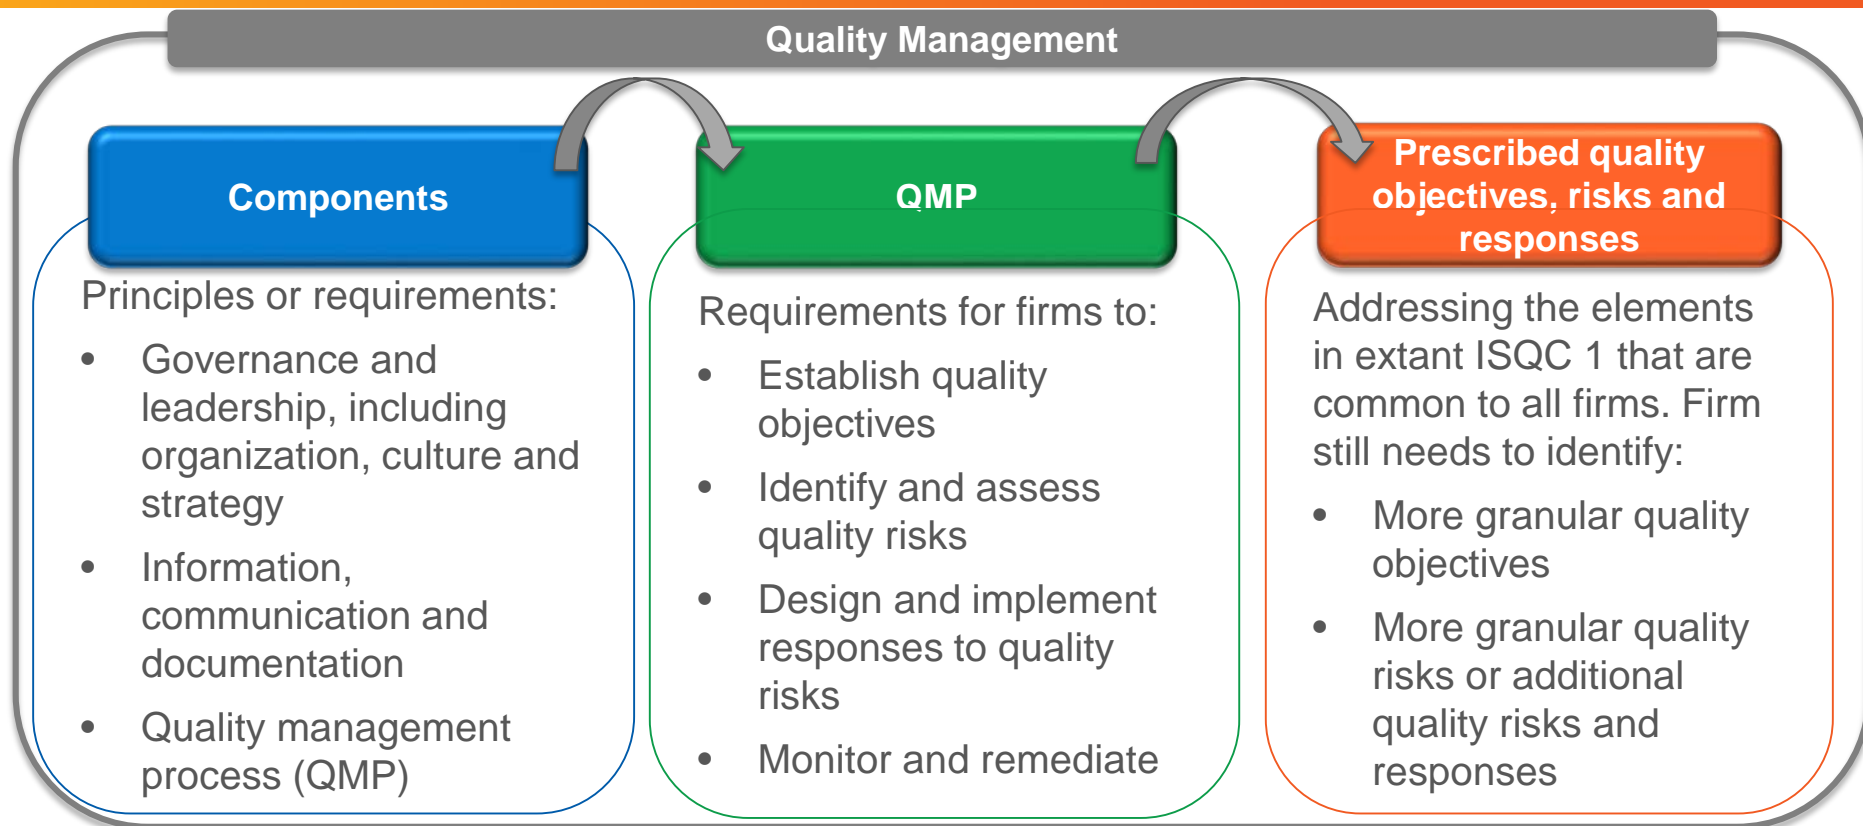 Quality Management
Components
Principles or requirements:
• Governance and
leadership, including
organization, culture and
strategy
• Information,
communication and
documentation
• Quality management
process (QMP)
QMP
Requirements for firms to:
• Establish quality
objectives
• Identify and assess
quality risks
• Design and implement
responses to quality
risks
• Monitor and remediate
Prescribed quality
objectives, risks and
responses
Addressing the elements
in extant ISQC 1 that are
common to all firms. Firm
still needs to identify:
• More granular quality
objectives
• More granular quality
risks or additional
quality risks and
responses